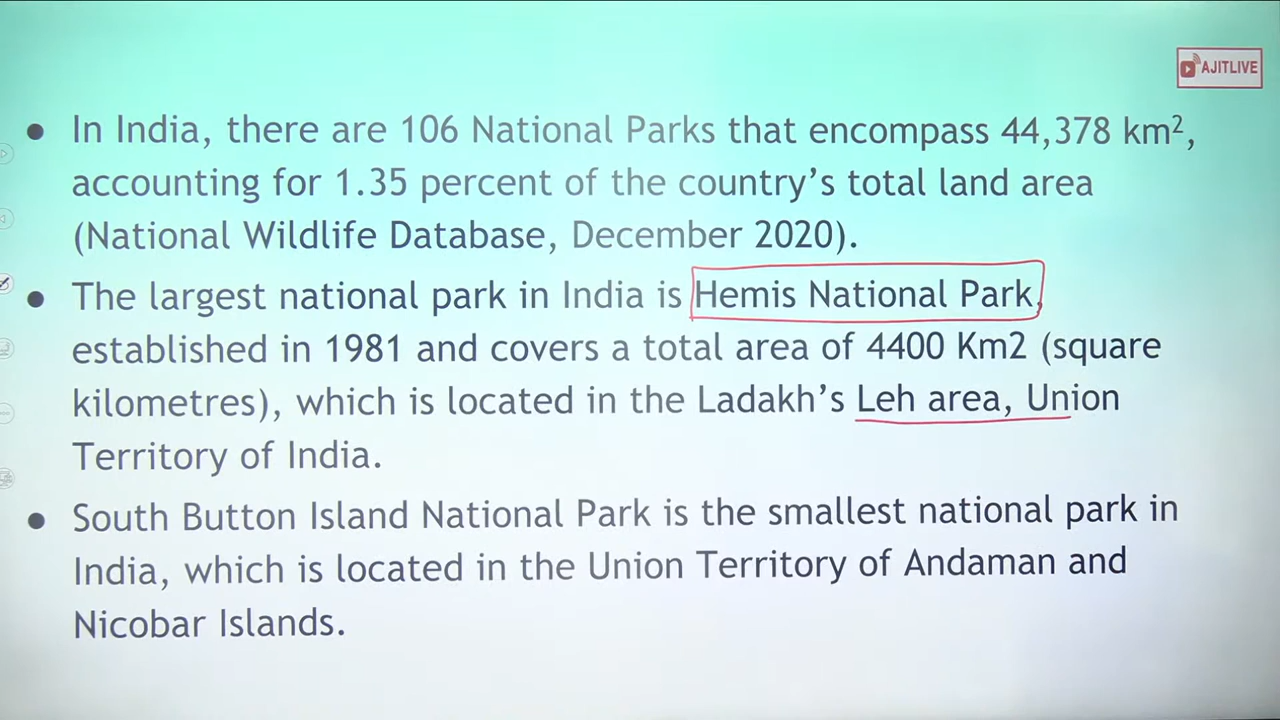 AJITLIVE
● In India, there are 106 National Parks that encompass 44,378 km²,
accounting for 1.35 percent of the country's total land area
(National Wildlife Database, December 2020).
● The largest national park in India is Hemis National Park,
established in 1981 and covers a total area of 4400 Km2 (square
kilometres), which is located in the Ladakh's Leh area, Union
Territory of India.
● South Button Island National Park is the smallest national park in
India, which is located in the Union Territory of Andaman and
Nicobar Islands.